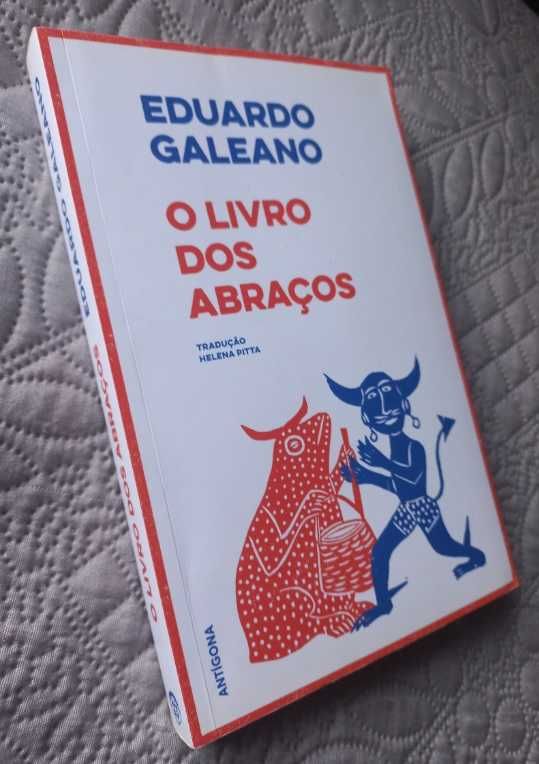 EDUARDO
GALEANO
O LIVRO
DOS
ABRAÇOS
TRADUÇÃO
HELENA PITTA
ANTÍGONA
EDUARDO GALEANO
O LIVRO DOS ABRAÇOS